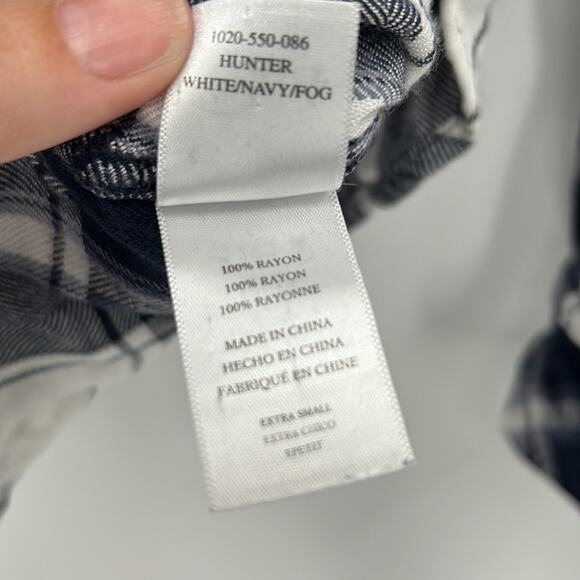 1020-550-086
HUNTER
WHITE/NAVY/FOG
100% RAYON
100% RAYON
100% RAYONNE
MADE IN CHINA
HECHO EN CHINA
FABRIQUÉ EN CHINE
EXTRA SMALL
EXTRA CHICO
TPETIT